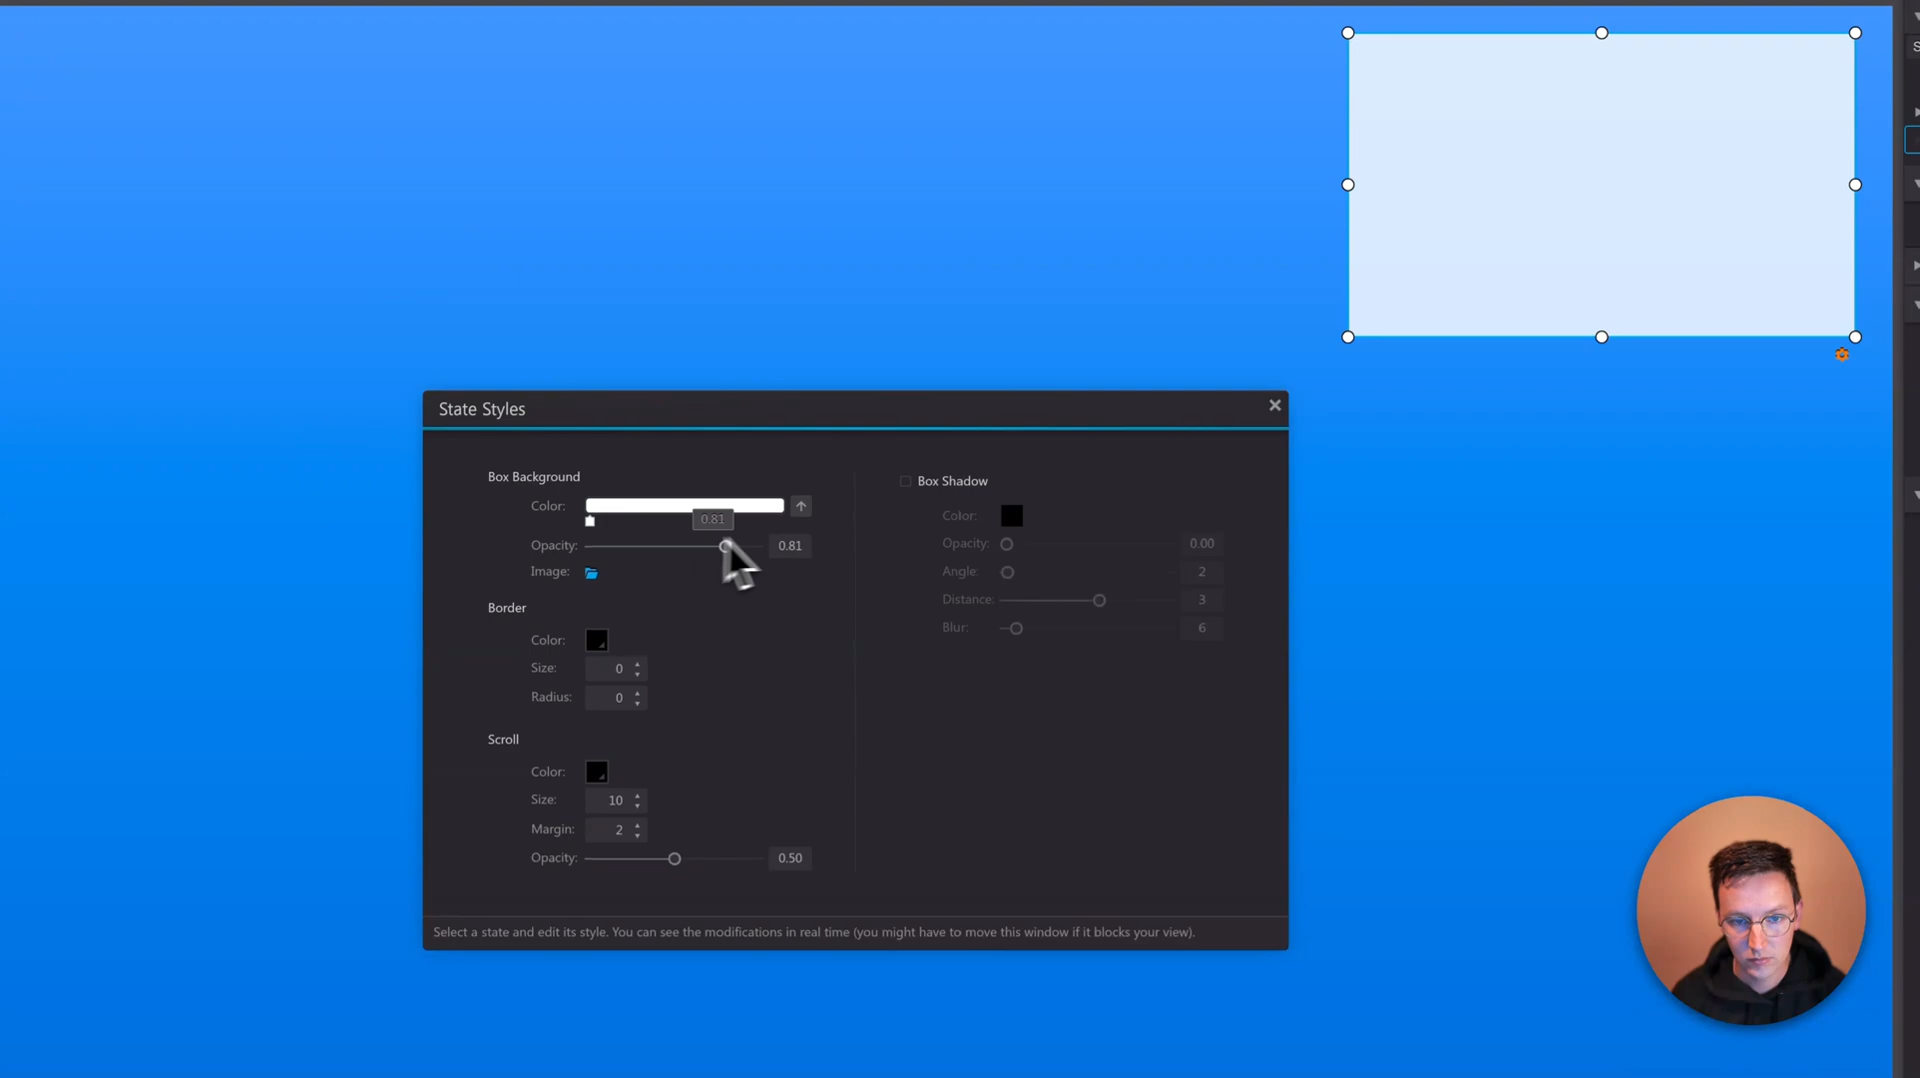 S
State Styles
Box Background
Color:
0.81
Opacity:
0.81
Image:
Border
Color:
Size:
0
Radius:
0
Scroll
Color:
Size:
10
Margin:
2
Opacity:
0.50
Box Shadow
Color:
Opacity:
0.00
Angle:
2
Distance:
3
Blur:
6
Select a state and edit its style. You can see the modifications in real time (you might have to move this window if it blocks your view).